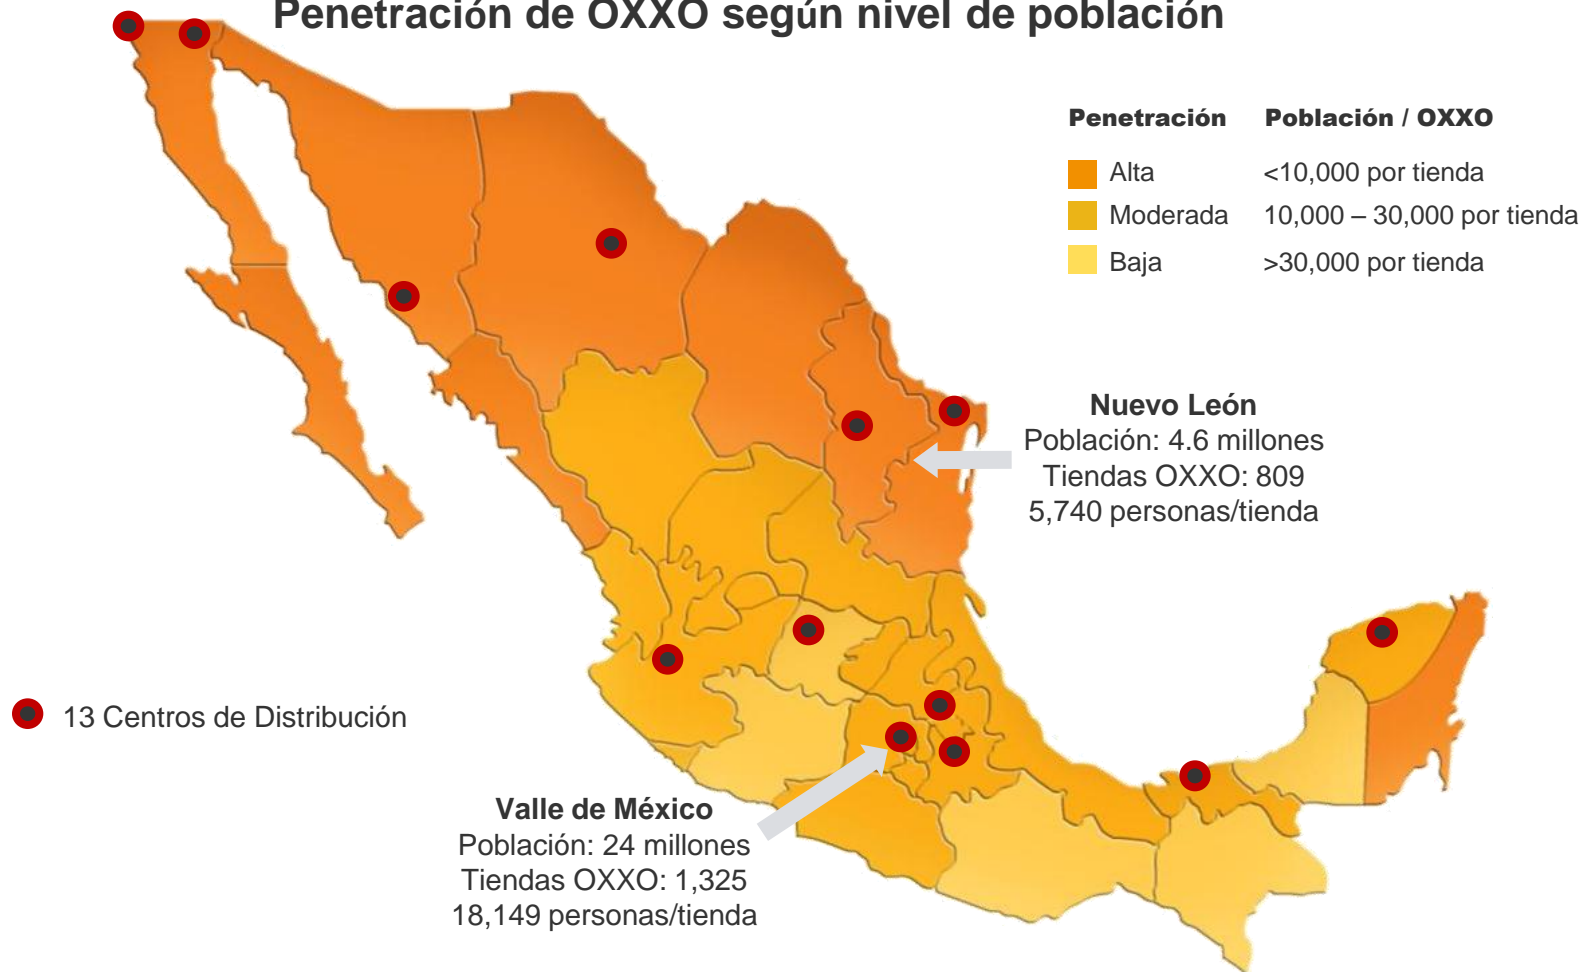 Penetración de OXXO según nivel de población
Penetración Población / OXXO
Alta <10,000 por tienda
Moderada 10,000 – 30,000 por tienda
Baja >30,000 por tienda
Nuevo León
Población: 4.6 millones
Tiendas OXXO: 809
5,740 personas/tienda
13 Centros de Distribución
Valle de México
Población: 24 millones
Tiendas OXXO: 1,325
18,149 personas/tienda